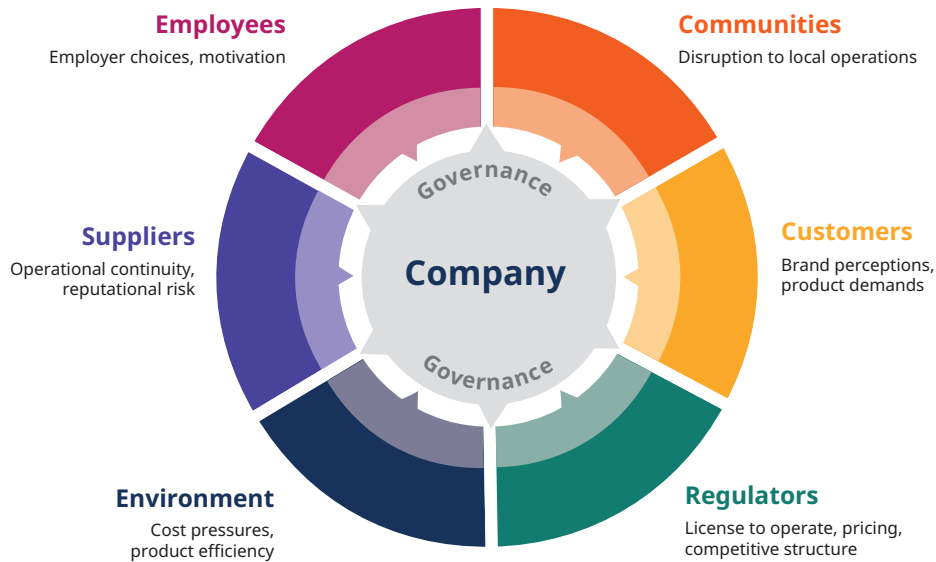 Employees
Employer choices, motivation
Communities
Disruption to local operations
Governance
Suppliers
Operational continuity,
reputational risk
Company
Customers
Brand perceptions,
product demands
Governance
Environment
Cost pressures,
product efficiency
Regulators
License to operate, pricing,
competitive structure